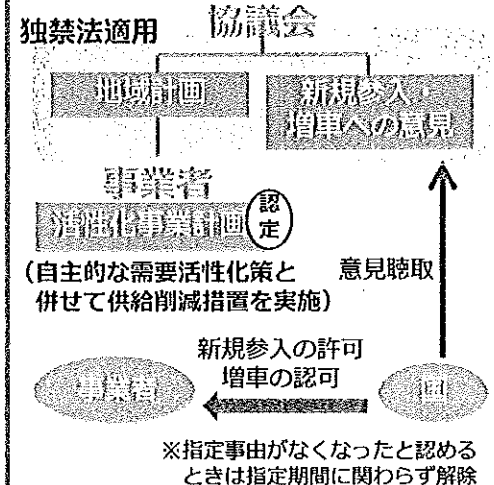 独禁法適用
協議会
地域計画
新規参入・
増車への意見
事業者
活性化事業計画
認定
（自主的な需要活性化策と
併せて供給削減措置を実施）
意見聴取
新規参入の許可
増車の認可
事業者
国
※指定事由がなくなったと認める
ときは指定期間に関わらず解除